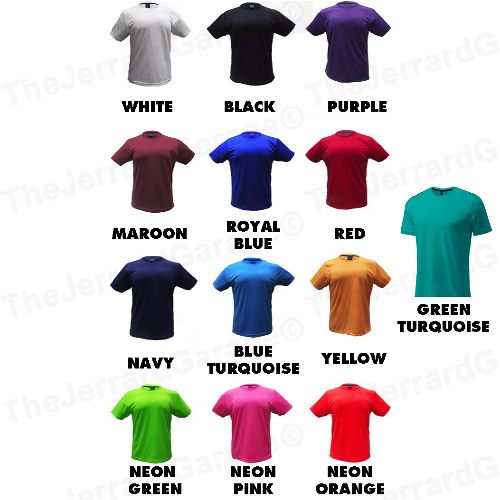 WHITE
BLACK
PURPLE
MAROON
ROYAL
BLUE
RED
GREEN
TURQUOISE
NAVY
BLUE
TURQUOISE
YELLOW
NEON
GREEN
NEON
PINK
NEON
ORANGE
TheJerrardGarage©
TheJerrardG